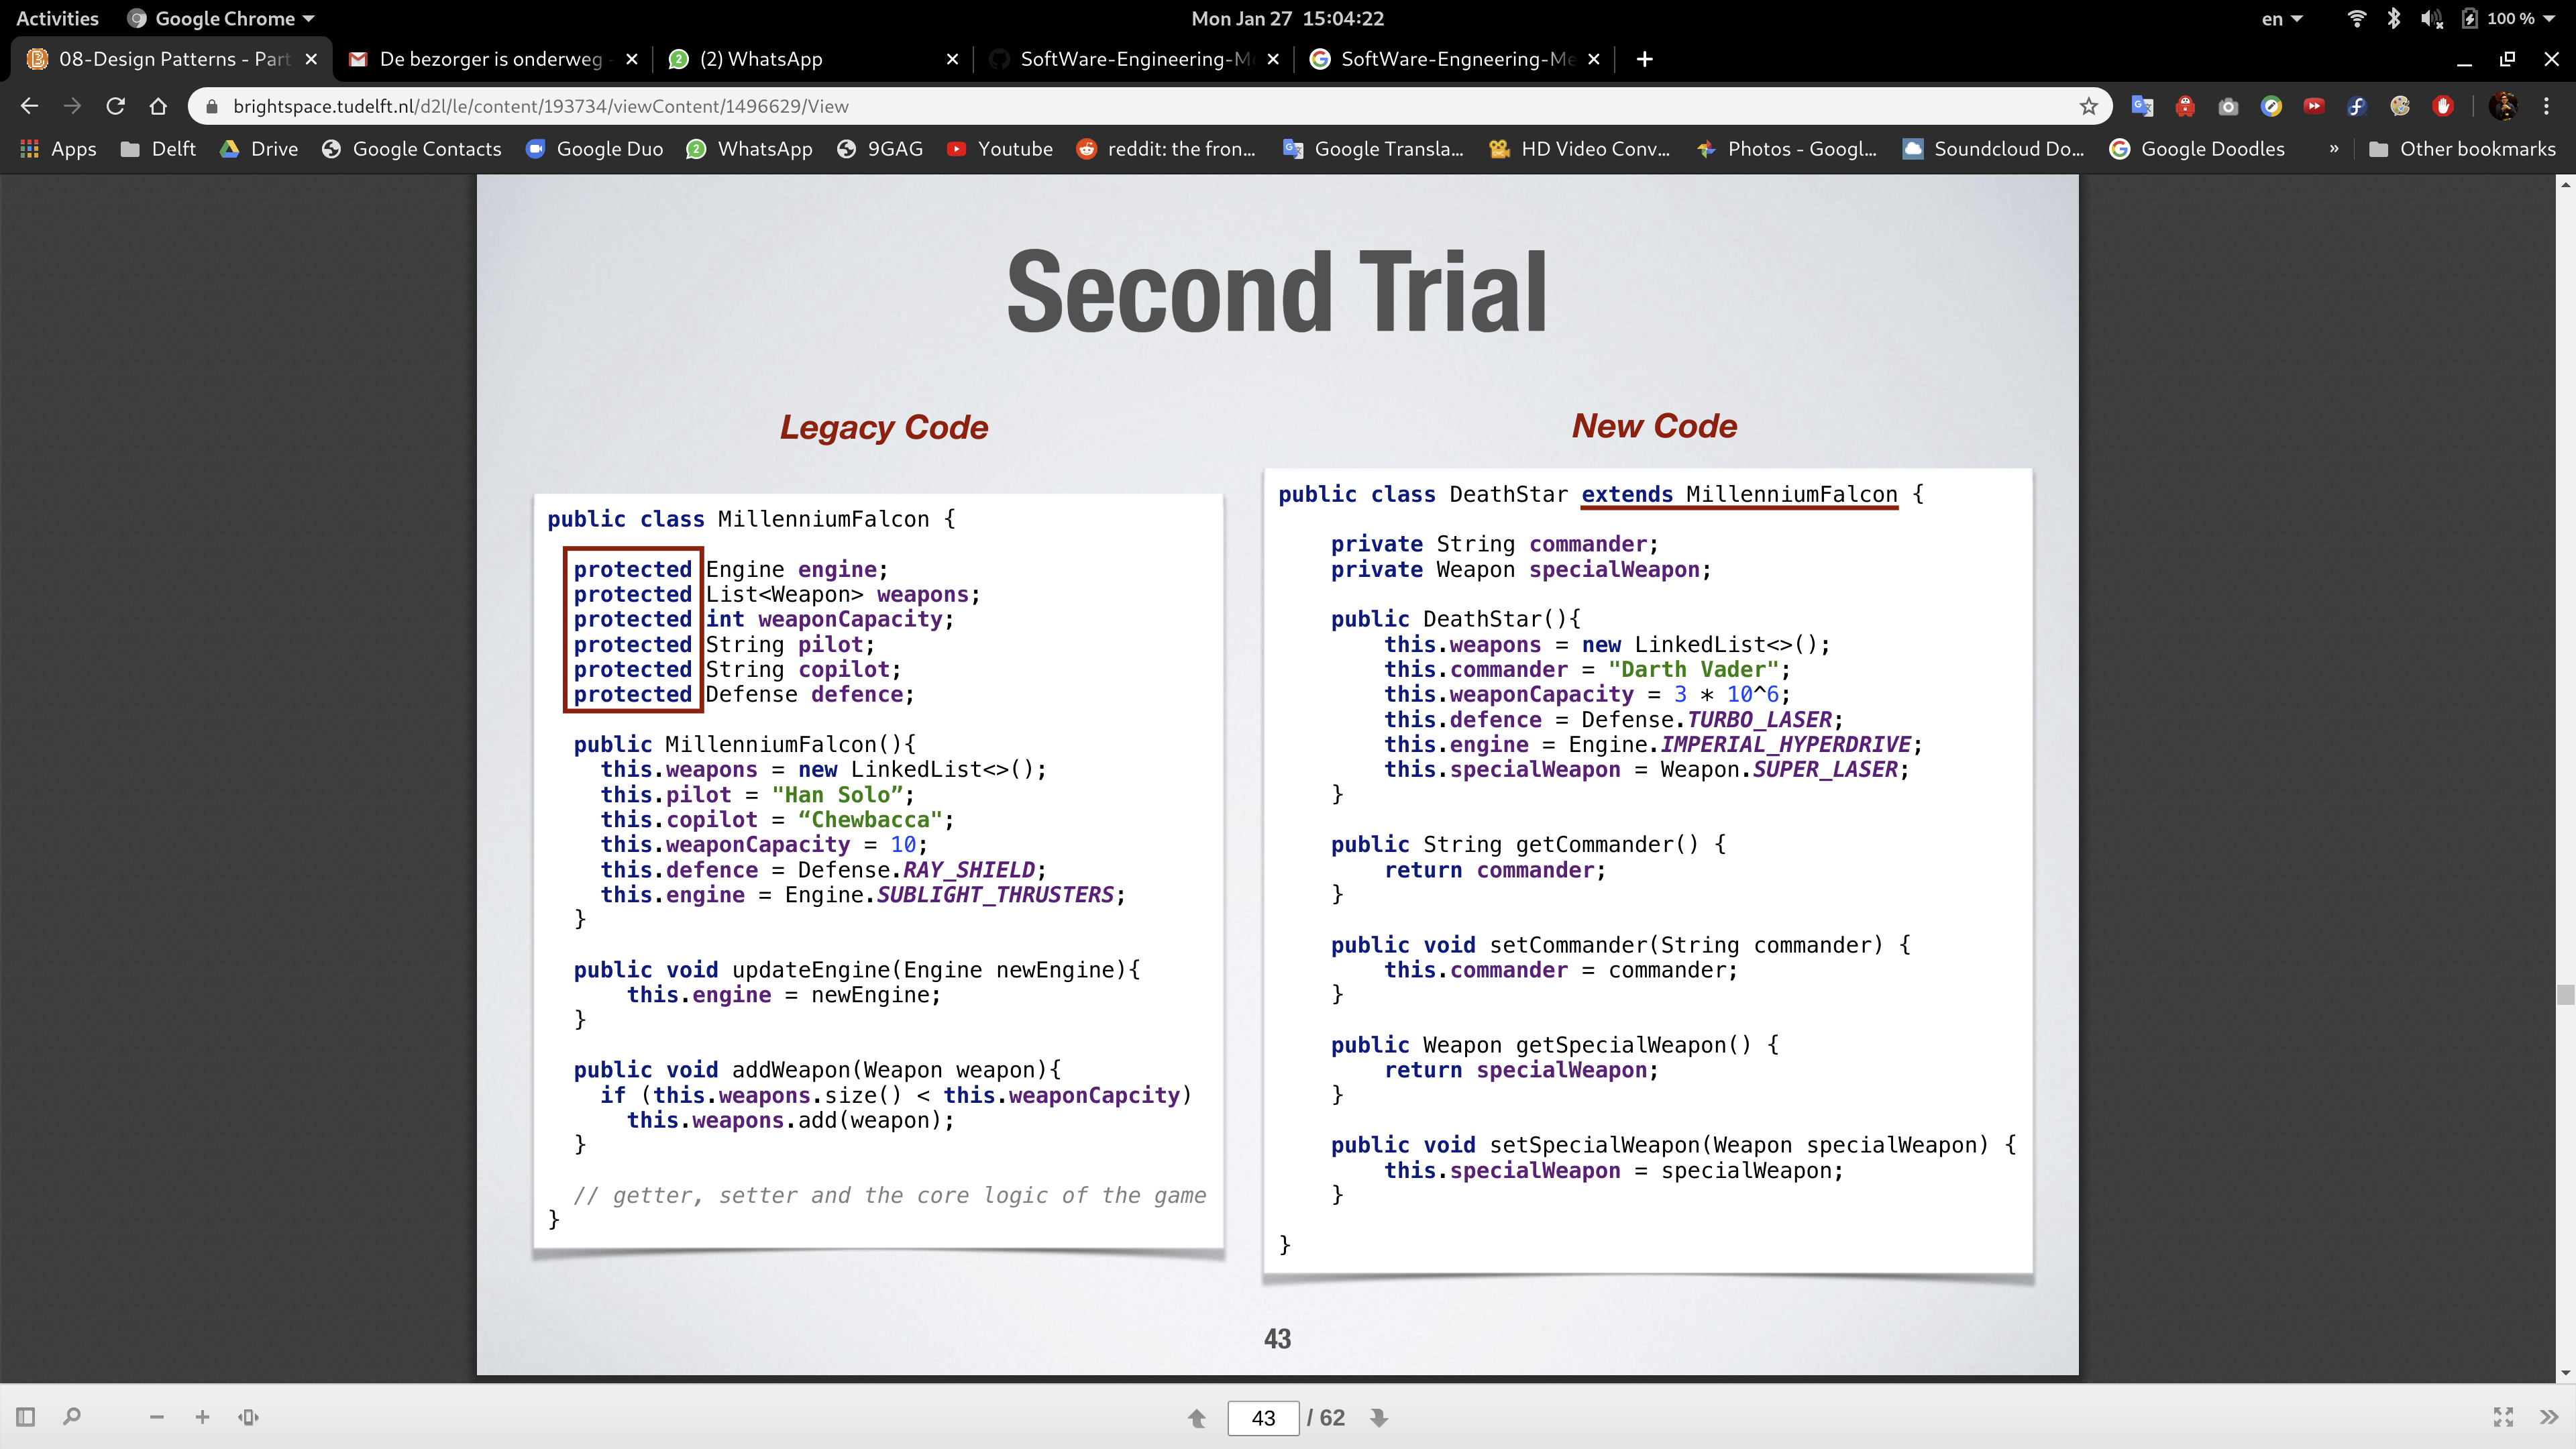 Activities Google Chrome Mon Jan 27 15:04:22 en 100 %
08-Design Patterns - Part De bezorger is onderweg - (2) WhatsApp SoftWare-Engineering-Me SoftWare-Engneering-Me
brightspace.tudelft.nl/d2l/le/content/193734/viewContent/1496629/View
Apps Delft Drive Google Contacts Google Duo WhatsApp 9GAG Youtube reddit: the fron... Google Transla... HD Video Conv... Photos - Googl... Soundcloud Do... Google Doodles » Other bookmarks
Second Trial
Legacy Code
public class MillenniumFalcon {
protected Engine engine;
protected List<Weapon> weapons;
protected int weaponCapacity;
protected String pilot;
protected String copilot;
protected Defense defence;
public MillenniumFalcon(){
this.weapons = new LinkedList<>();
this.pilot = "Han Solo”;
this.copilot = “Chewbacca";
this.weaponCapacity = 10;
this.defence = Defense.RAY_SHIELD;
this.engine = Engine.SUBLIGHT_THRUSTERS;
}
public void updateEngine(Engine newEngine){
this.engine = newEngine;
}
public void addWeapon(Weapon weapon){
if (this.weapons.size() < this.weaponCapcity)
this.weapons.add(weapon);
}
// getter, setter and the core logic of the game
}
New Code
public class DeathStar extends MillenniumFalcon {
private String commander;
private Weapon specialWeapon;
public DeathStar(){
this.weapons = new LinkedList<>();
this.commander = "Darth Vader";
this.weaponCapacity = 3 * 10^6;
this.defence = Defense.TURBO_LASER;
this.engine = Engine.IMPERIAL_HYPERDRIVE;
this.specialWeapon = Weapon.SUPER_LASER;
}
public String getCommander() {
return commander;
}
public void setCommander(String commander) {
this.commander = commander;
}
public Weapon getSpecialWeapon() {
return specialWeapon;
}
public void setSpecialWeapon(Weapon specialWeapon) {
this.specialWeapon = specialWeapon;
}
}
43
43 / 62